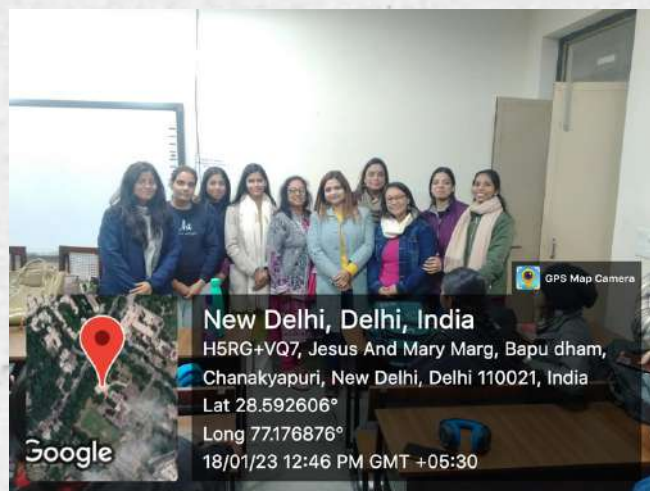 GPS Map Camera
New Delhi, Delhi, India
H5RG+VQ7, Jesus And Mary Marg, Bapu dham,
Chanakyapuri, New Delhi, Delhi 110021, India
Lat 28.592606°
Long 77.176876°
18/01/23 12:46 PM GMT +05:30
Google